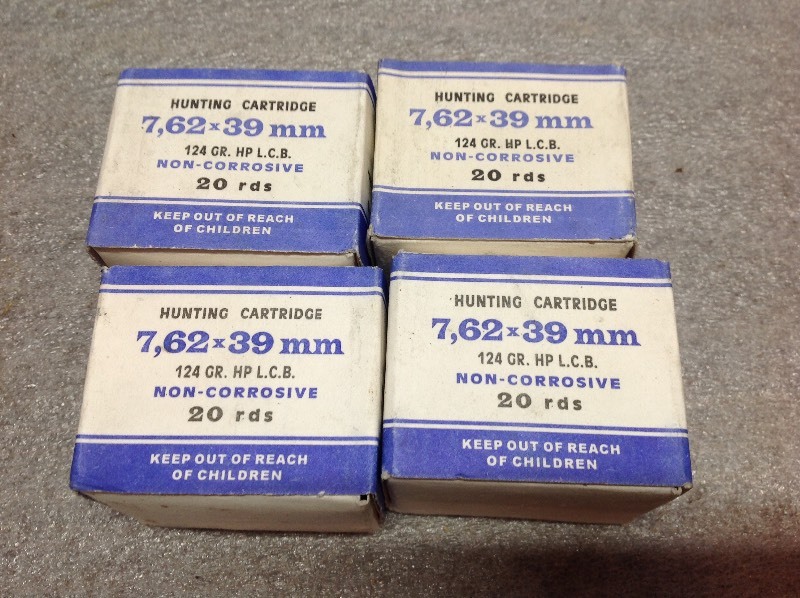 HUNTING CARTRIDGE
7,62 x 39 mm
124 GR. HP L.C.B.
NON-CORROSIVE
20 rds
KEEP OUT OF REACH
OF CHILDREN
HUNTING CARTRIDGE
7,62 x 39 mm
124 GR. HP L.C.B.
NON-CORROSIVE
20 rds
KEEP OUT OF REACH
OF CHILDREN
HUNTING CARTRIDGE
7,62 x 39 mm
124 GR. HP L.C.B.
NON-CORROSIVE
20 rds
KEEP OUT OF REACH
OF CHILDREN
HUNTING CARTRIDGE
7,62 x 39 mm
124 GR. HP L.C.B.
NON-CORROSIVE
20 rds
KEEP OUT OF REACH
OF CHILDREN